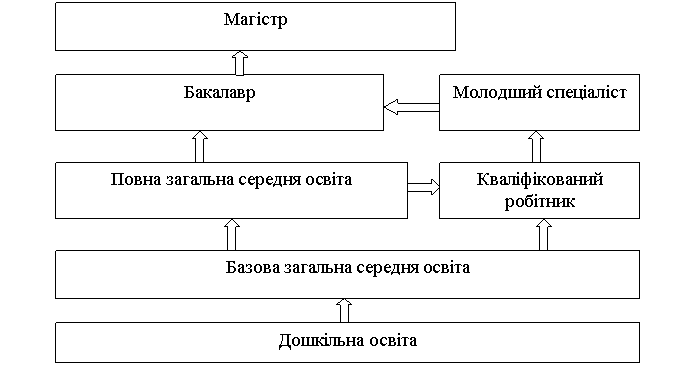 Магістр
Бакалавр
Молодший спеціаліст
Повна загальна середня освіта
Кваліфікований
робітник
Базова загальна середня освіта
Дошкільна освіта